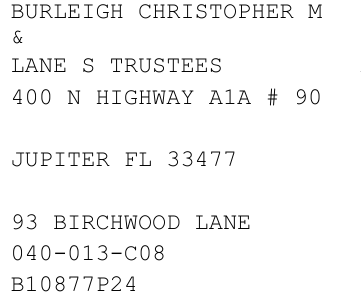 BURLEIGH CHRISTOPHER M
&
LANE S TRUSTEES
400 N HIGHWAY A1A # 90
JUPITER FL 33477
93 BIRCHWOOD LANE
040-013-C08
B10877P24